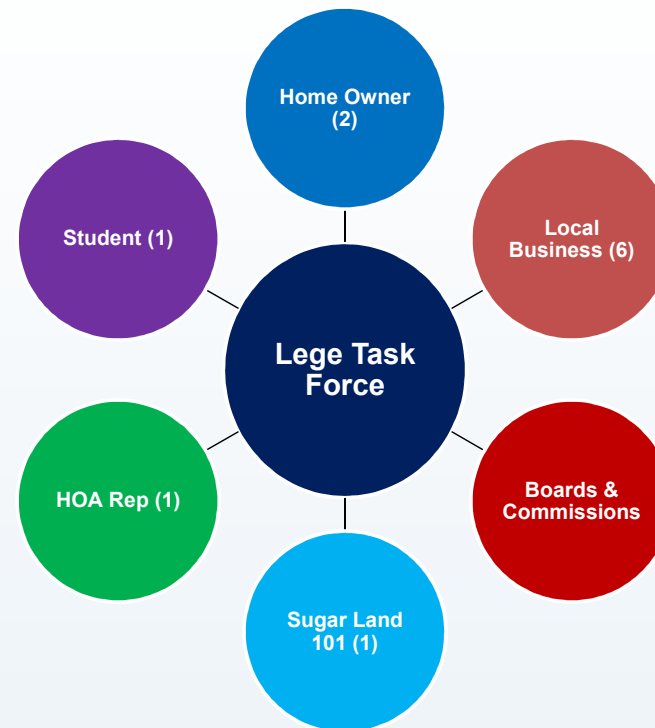 Home Owner
(2)
Local
Business (6)
Boards &
Commissions
Sugar Land
101 (1)
HOA Rep (1)
Student (1)
Lege Task
Force